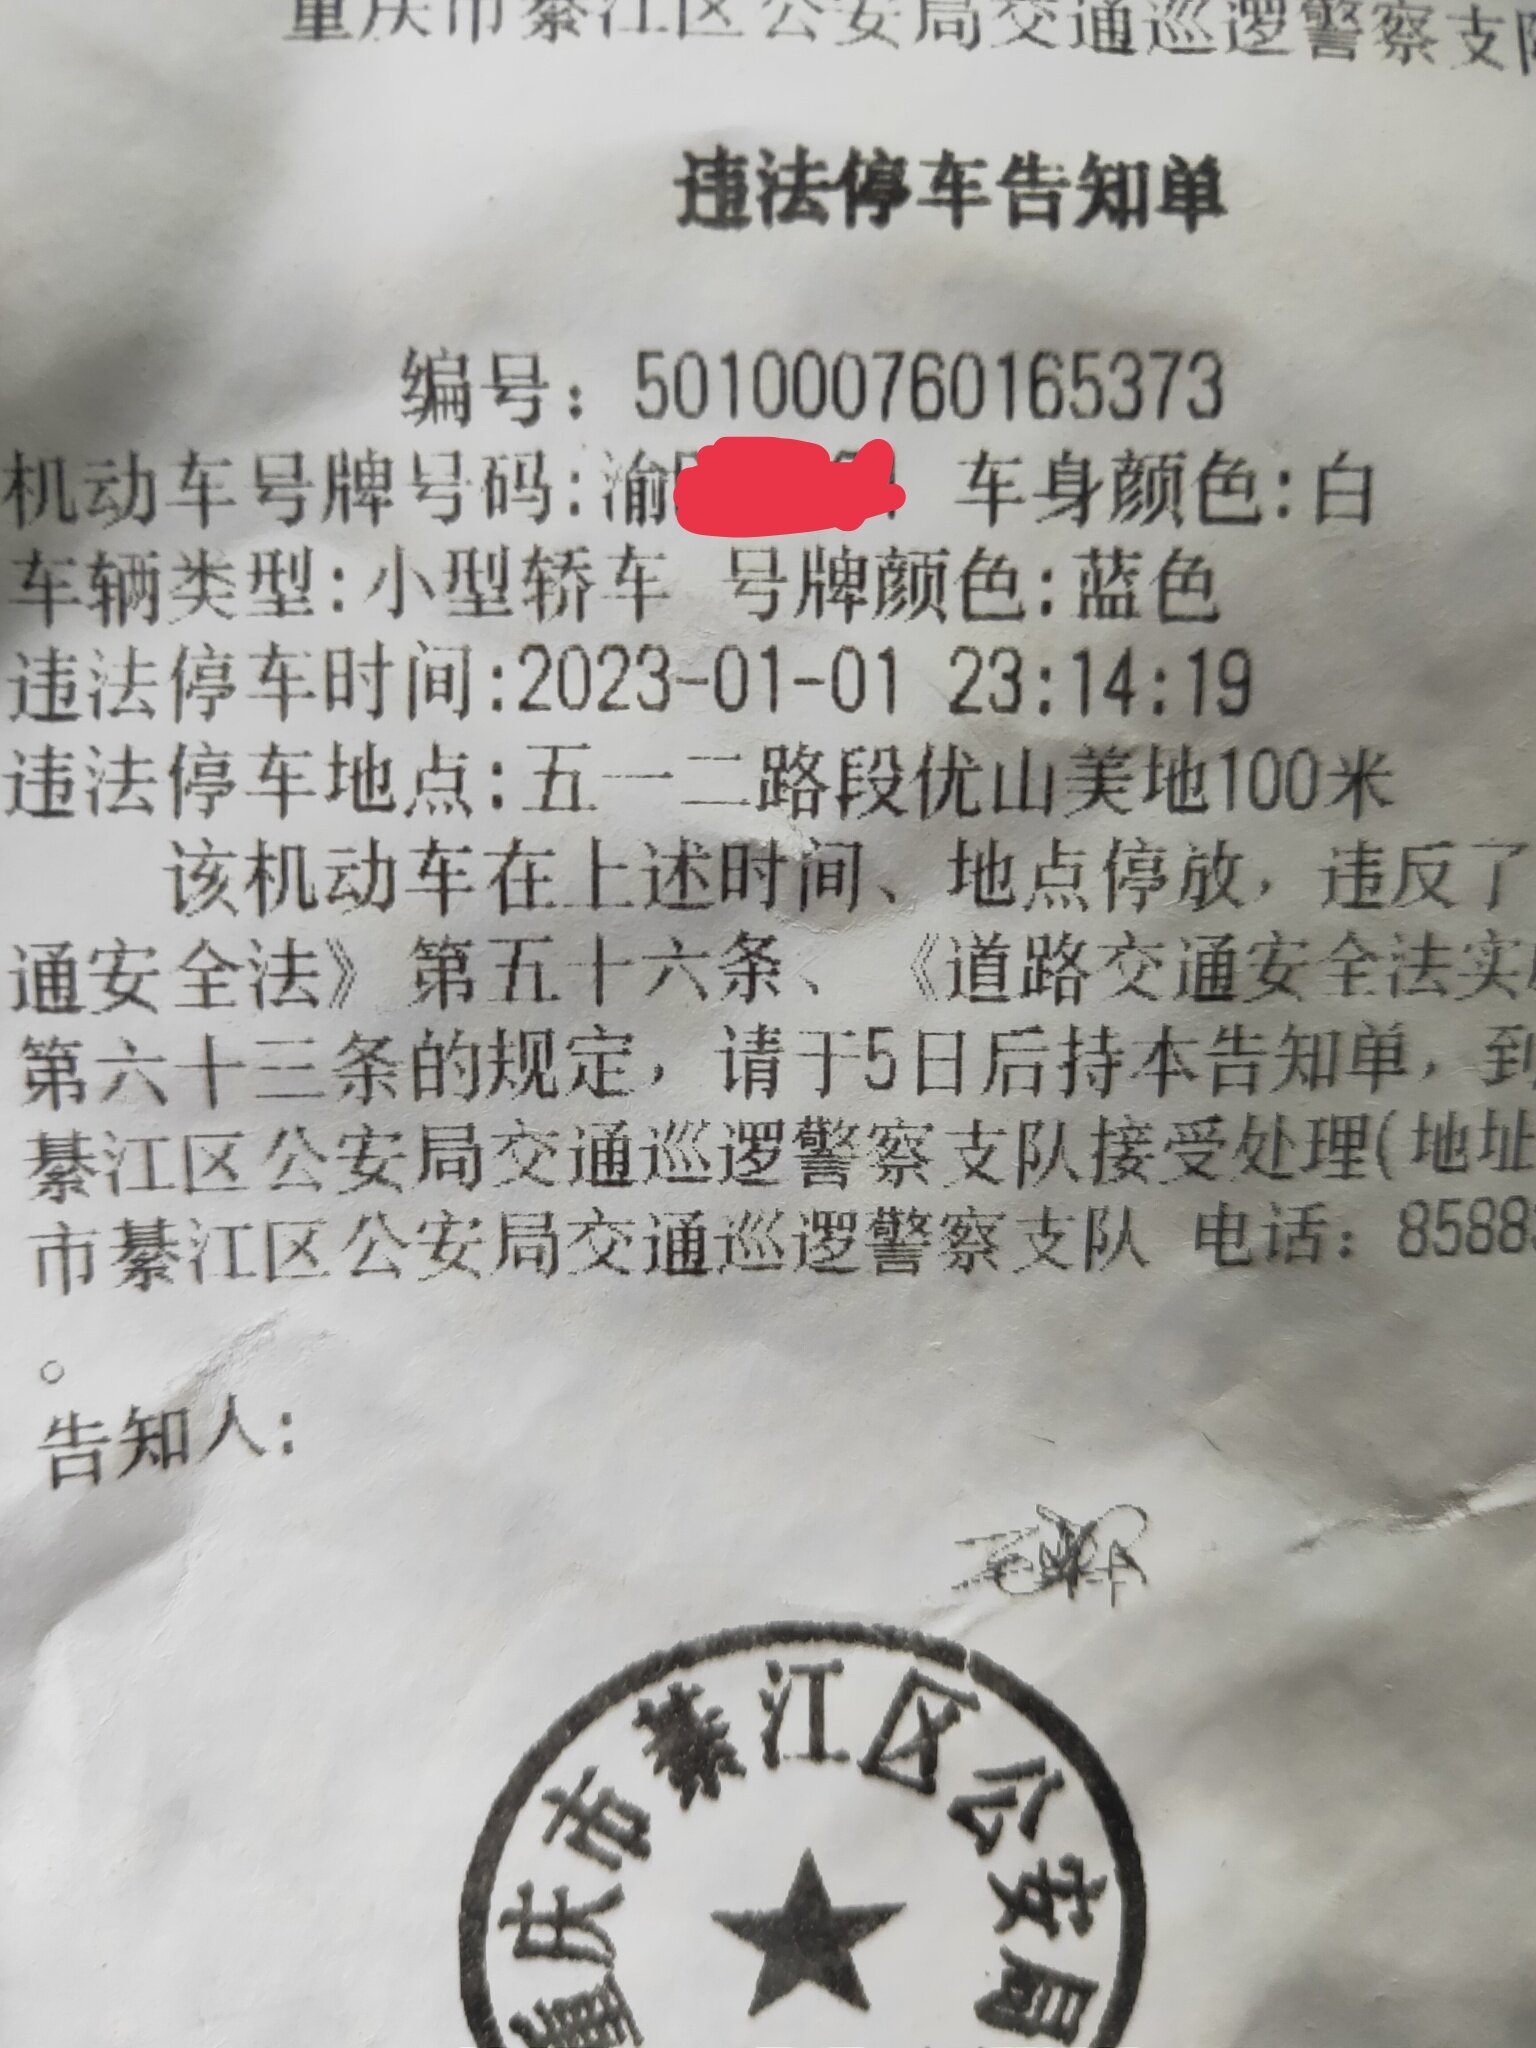 重庆市綦江区公安局交通巡逻警察支队
违法停车告知单
编号：501000760165373
机动车号牌号码:渝 车身颜色:白
车辆类型:小型轿车 号牌颜色:蓝色
违法停车时间:2023-01-01 23:14:19
违法停车地点:五一二路段优山美地100米
该机动车在上述时间、地点停放，违反了
通安全法》第五十六条、《道路交通安全法实施
第六十三条的规定，请于5日后持本告知单，到
綦江区公安局交通巡逻警察支队接受处理(地址
市綦江区公安局交通巡逻警察支队 电话：8588
。
告知人:
重庆市綦江区公安局